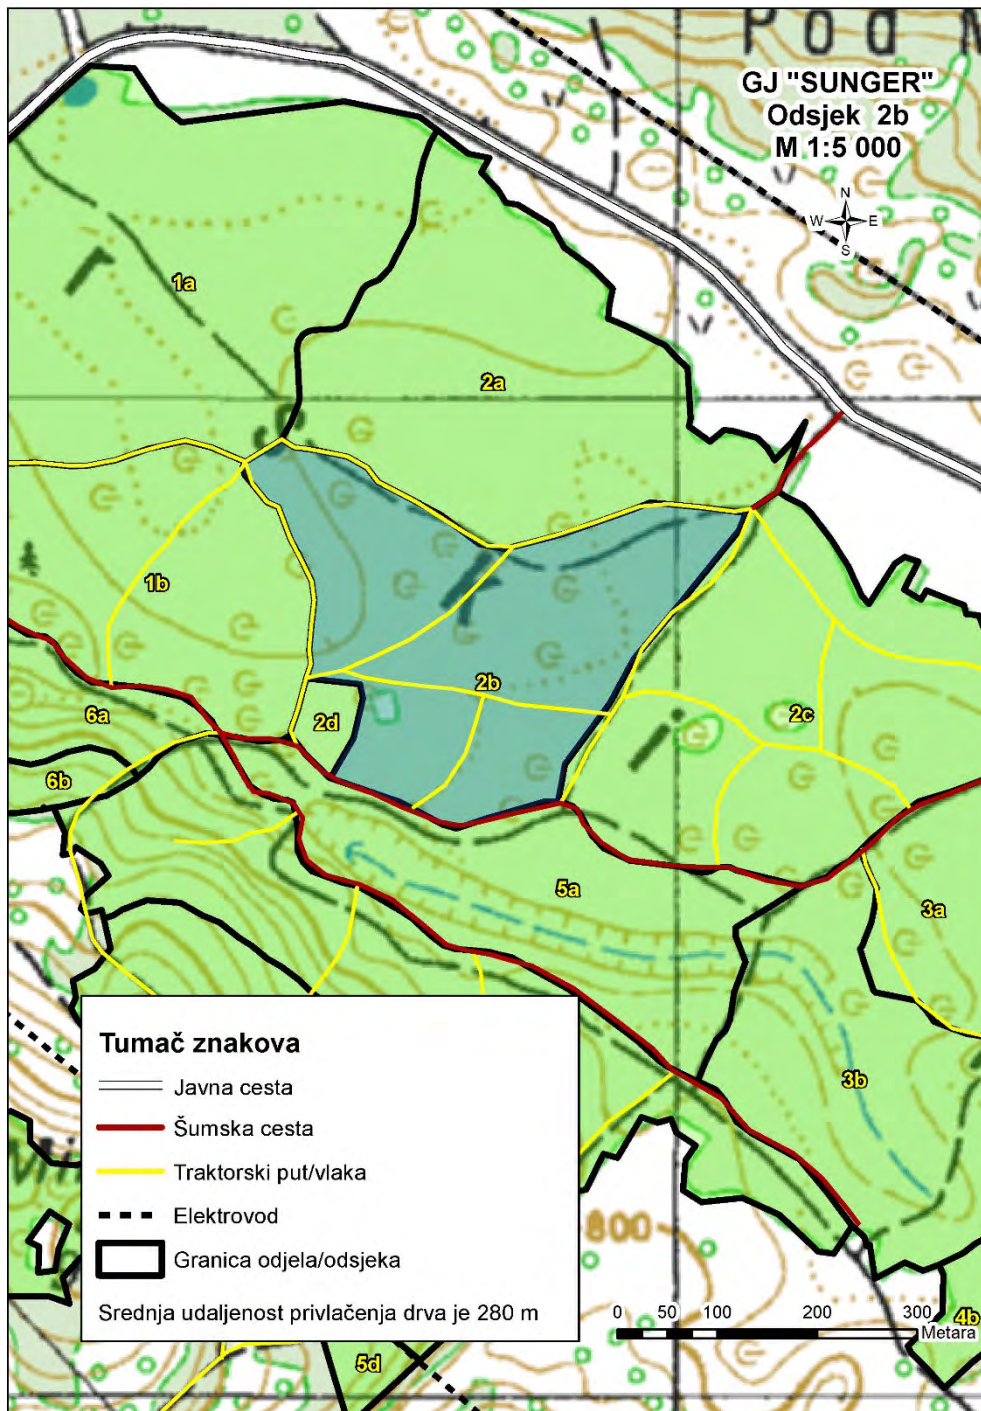 Pod
GJ "SUNGER"
Odsjek 2b
M 1:5 000
N
W E
S
1a
2a
1b
2b
2d
2c
6a
6b
5a
3a
3b
Tumač znakova
Javna cesta
Šumska cesta
Traktorski put/vlaka
Elektrovod
Granica odjela/odsjeka
Srednja udaljenost privlačenja drva je 280 m
800
0 50 100 200 300
Metara
4b
5d